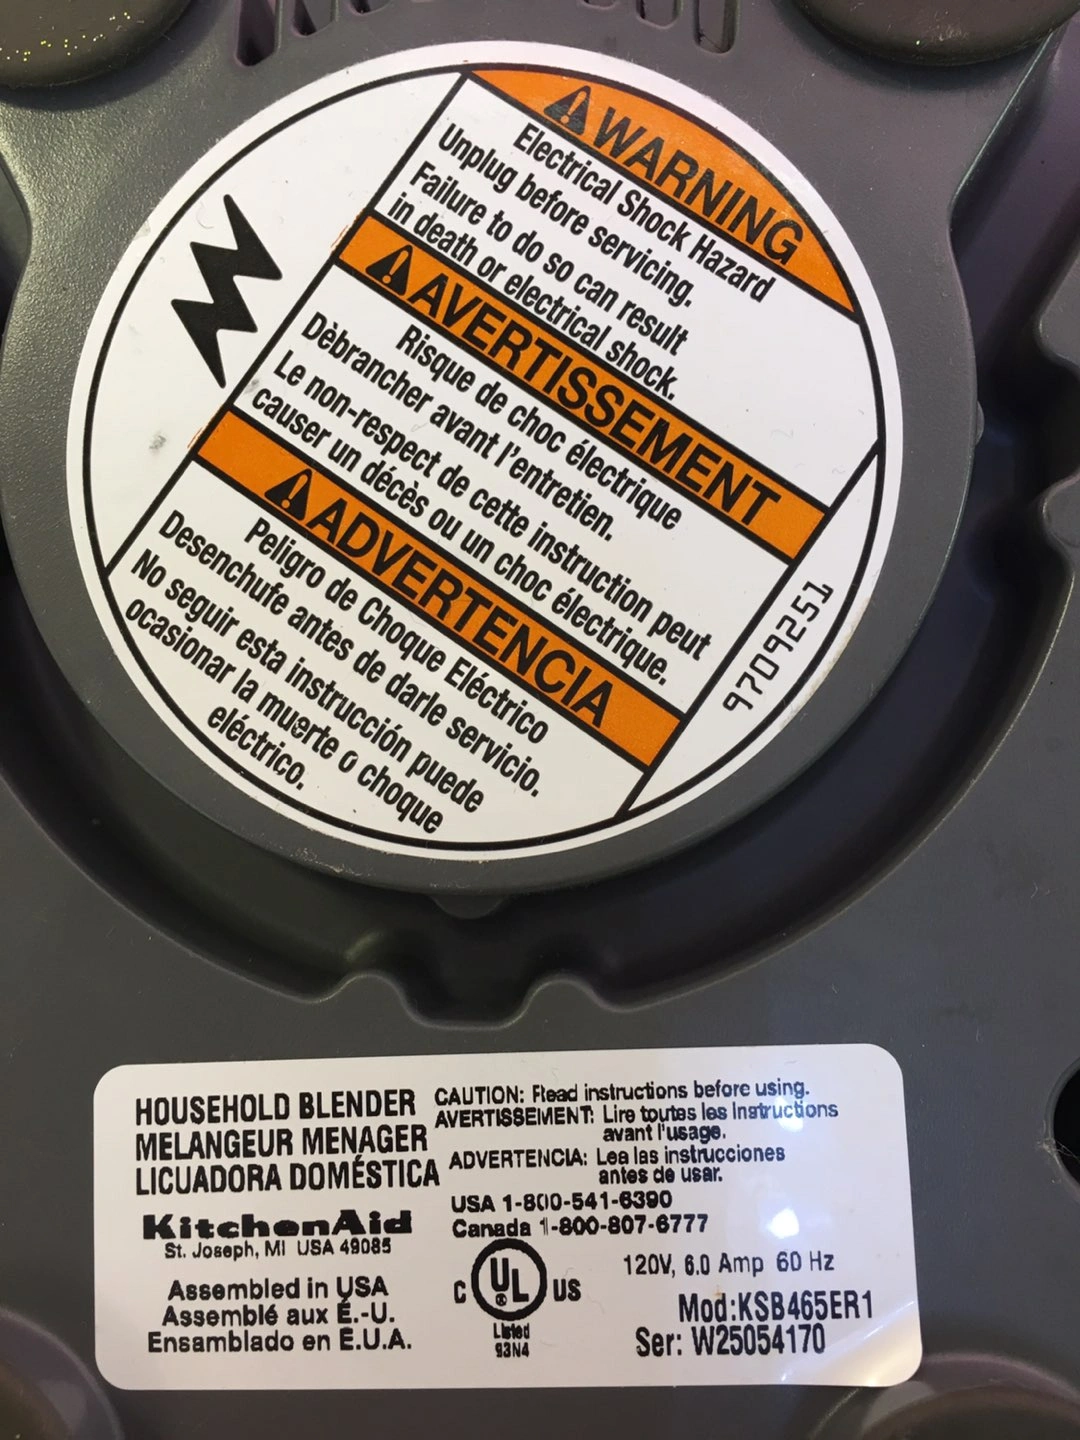 WARNING
Electrical Shock Hazard
Unplug before servicing.
Failure to do so can result
in death or electrical shock.
AVERTISSEMENT
Risque de choc électrique
Dèbrancher avant l'entretien.
Le non-respect de cette instruction peut
causer un décès ou un choc électrique.
ADVERTENCIA
Peligro de Choque Eléctrico
Desenchufe antes de darle servicio.
No seguir esta instrucción puede
ocasionar la muerte o choque
eléctrico.
9709251
HOUSEHOLD BLENDER
MELANGEUR MENAGER
LICUADORA DOMÉSTICA
KitchenAid
St. Joseph, MI USA 49085
Assembled in USA
Assemblé aux É.-U.
Ensamblado en E.U.A.
CAUTION: Read instructions before using.
AVERTISSEMENT: Lire toutes les Instructions
avant l'usage.
ADVERTENCIA: Lea las instrucciones
antes de usar.
USA 1-800-541-6390
Canada 1-800-807-6777
C UL ® US
Listed
93N4
120V, 6.0 Amp 60 Hz
Mod:KSB465ER1
Ser: W25054170